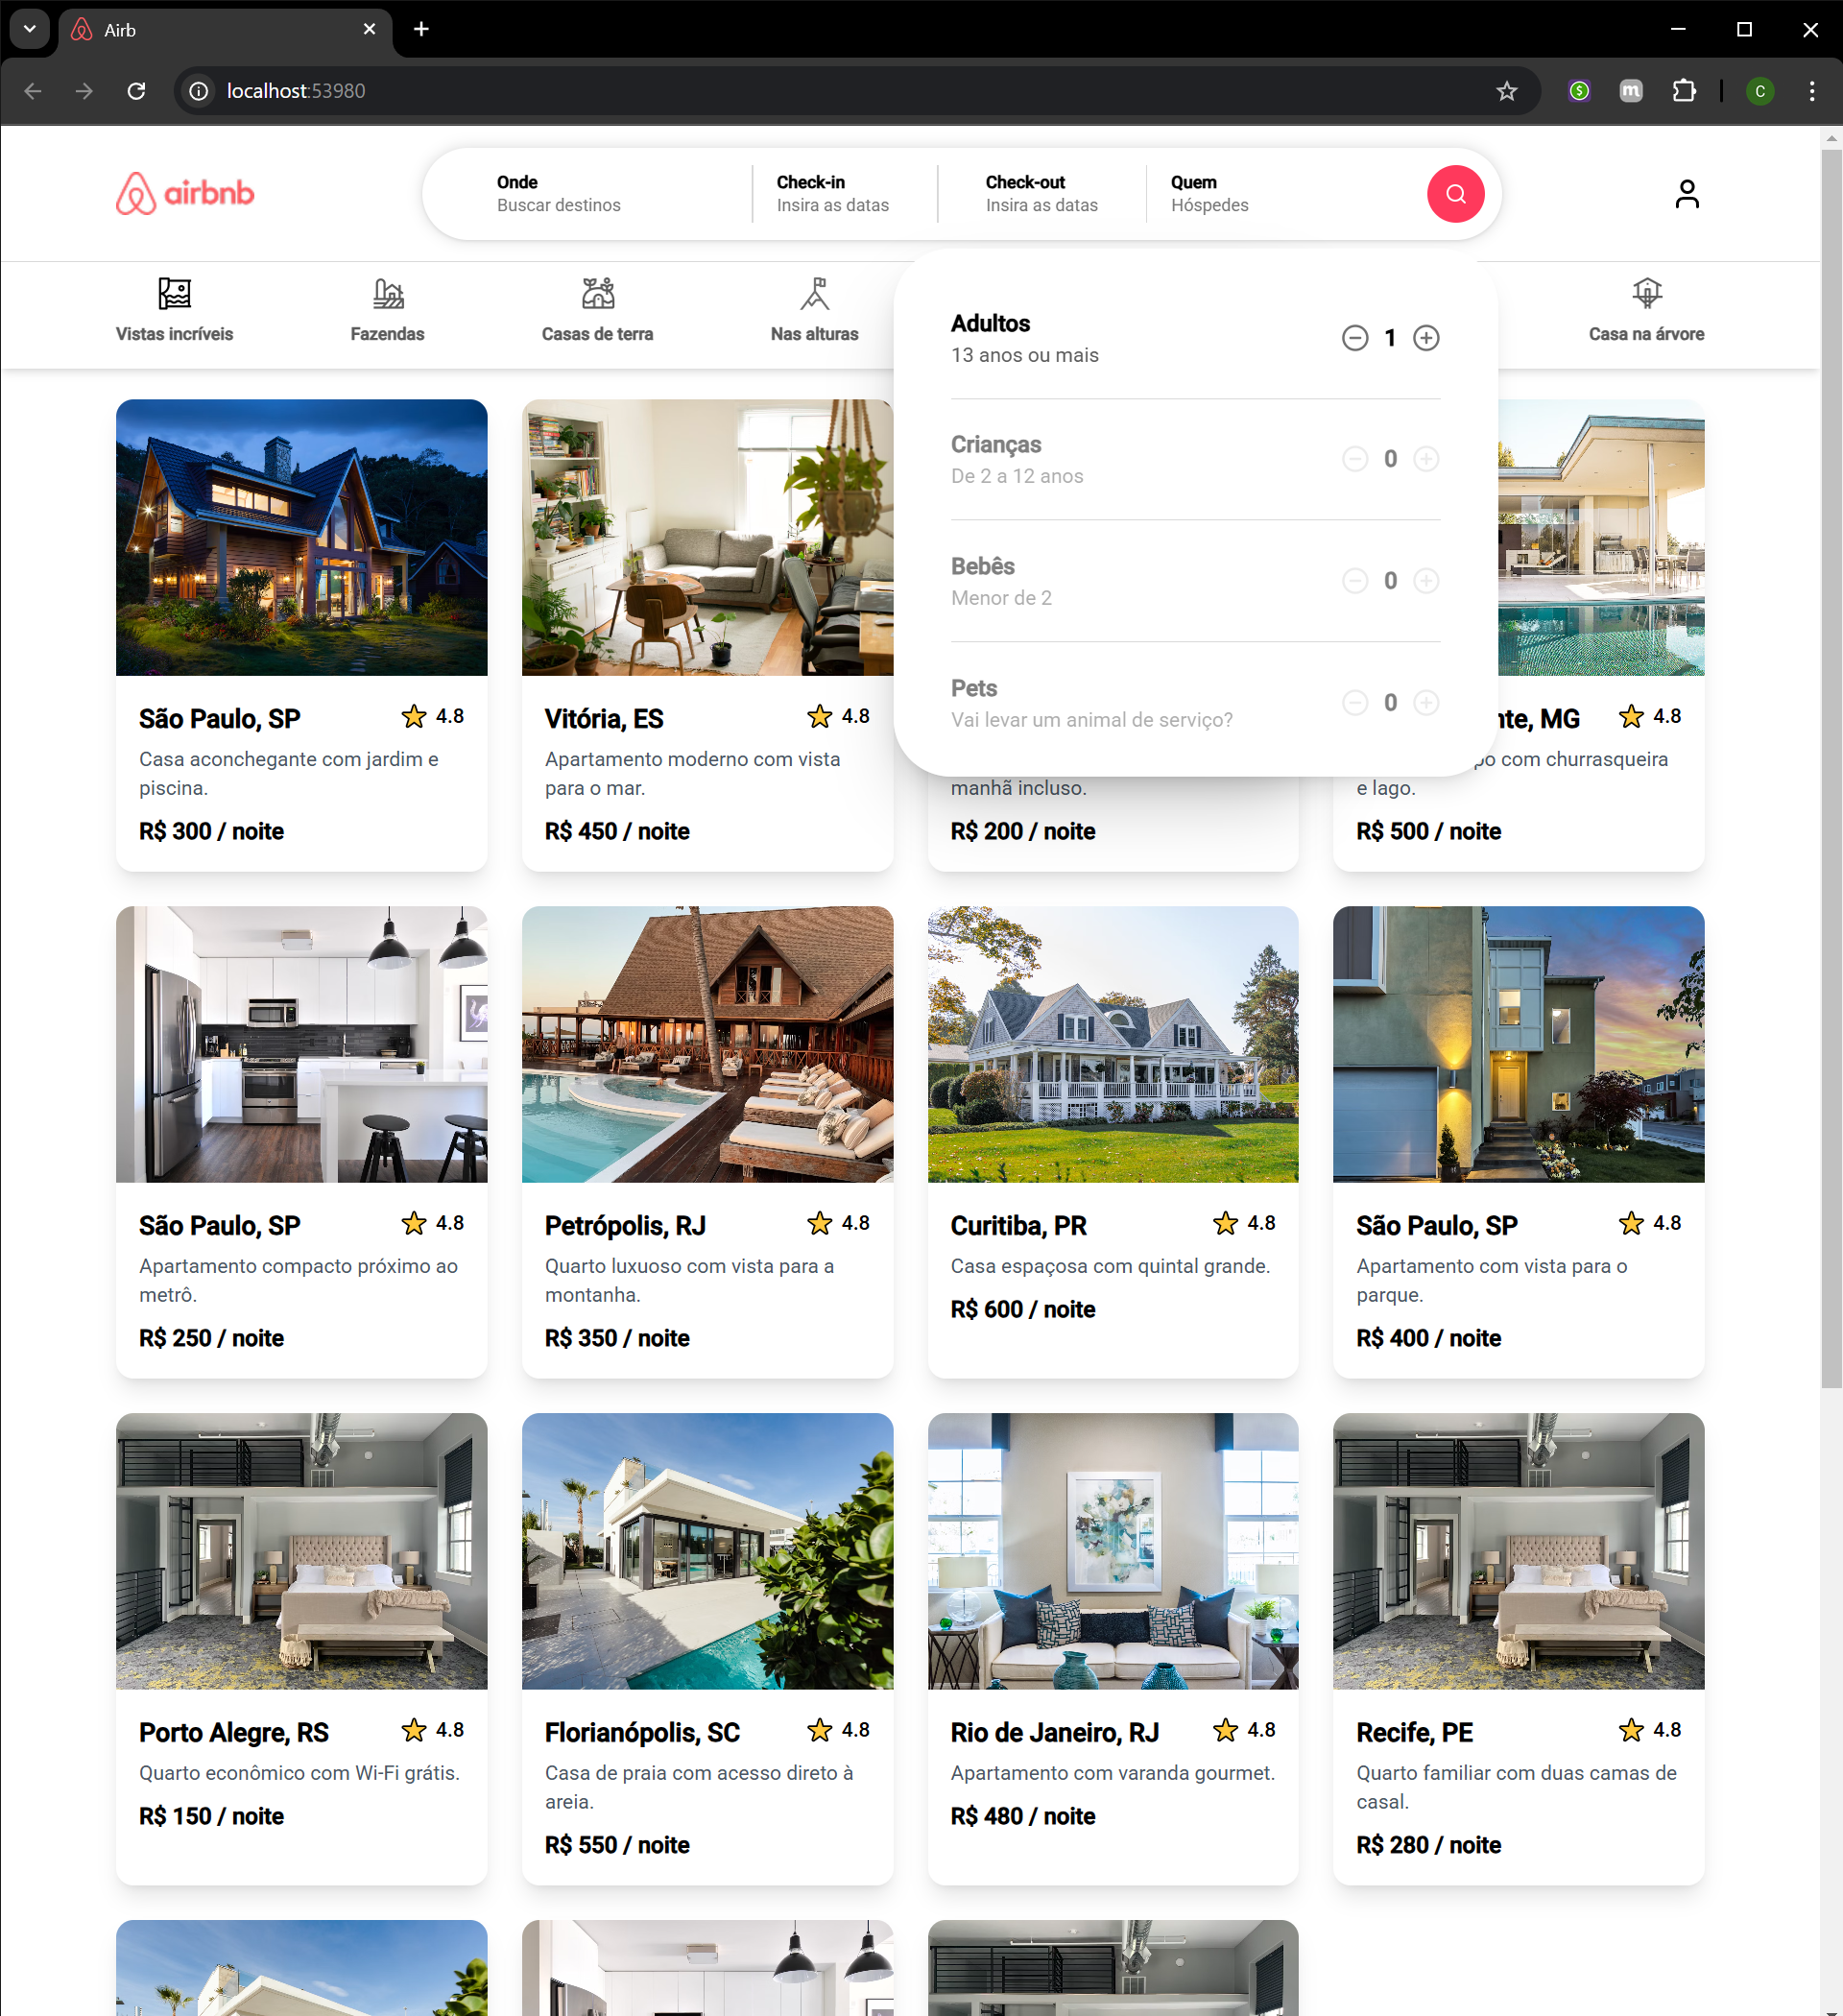 Airb
localhost:53980
airbnb
Onde
Buscar destinos
Check-in
Insira as datas
Check-out
Insira as datas
Quem
Hóspedes
C
Vistas incríveis
Fazendas
Casas de terra
Nas alturas
Casa na árvore
Adultos
13 anos ou mais
1
Crianças
De 2 a 12 anos
0
Bebês
Menor de 2
0
Pets
Vai levar um animal de serviço?
0
São Paulo, SP
4.8
Casa aconchegante com jardim e
piscina.
R$ 300 / noite
Vitória, ES
4.8
Apartamento moderno com vista
para o mar.
R$ 450 / noite
manhã incluso.
R$ 200 / noite
nte, MG
4.8
po com churrasqueira
e lago.
R$ 500 / noite
São Paulo, SP
4.8
Apartamento compacto próximo ao
metrô.
R$ 250 / noite
Petrópolis, RJ
4.8
Quarto luxuoso com vista para a
montanha.
R$ 350 / noite
Curitiba, PR
4.8
Casa espaçosa com quintal grande.
R$ 600 / noite
São Paulo, SP
4.8
Apartamento com vista para o
parque.
R$ 400 / noite
Porto Alegre, RS
4.8
Quarto econômico com Wi-Fi grátis.
R$ 150 / noite
Florianópolis, SC
4.8
Casa de praia com acesso direto à
areia.
R$ 550 / noite
Rio de Janeiro, RJ
4.8
Apartamento com varanda gourmet.
R$ 480 / noite
Recife, PE
4.8
Quarto familiar com duas camas de
casal.
R$ 280 / noite